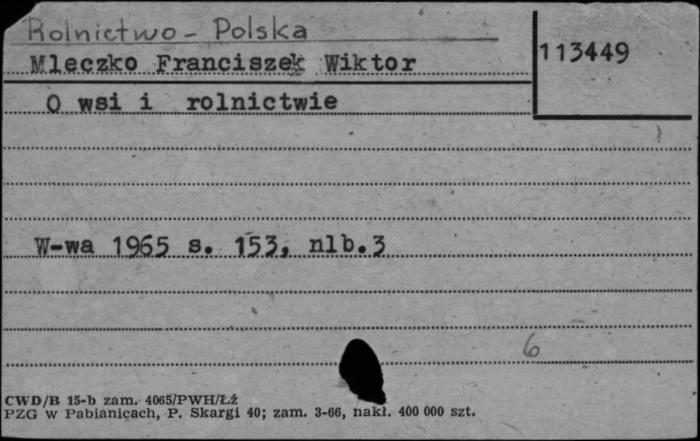 Rolnictwo - Polska
Mleczko Franciszek Wiktor
113449
O wsi i rolnictwie
W-wa 1965 s. 153, nlb.3
6
CWD/B 15-b zam. 4065/PWH/Łź
PZG w Pabianicach, P. Skargi 40; zam. 3-66, nakł. 400 000 szt.